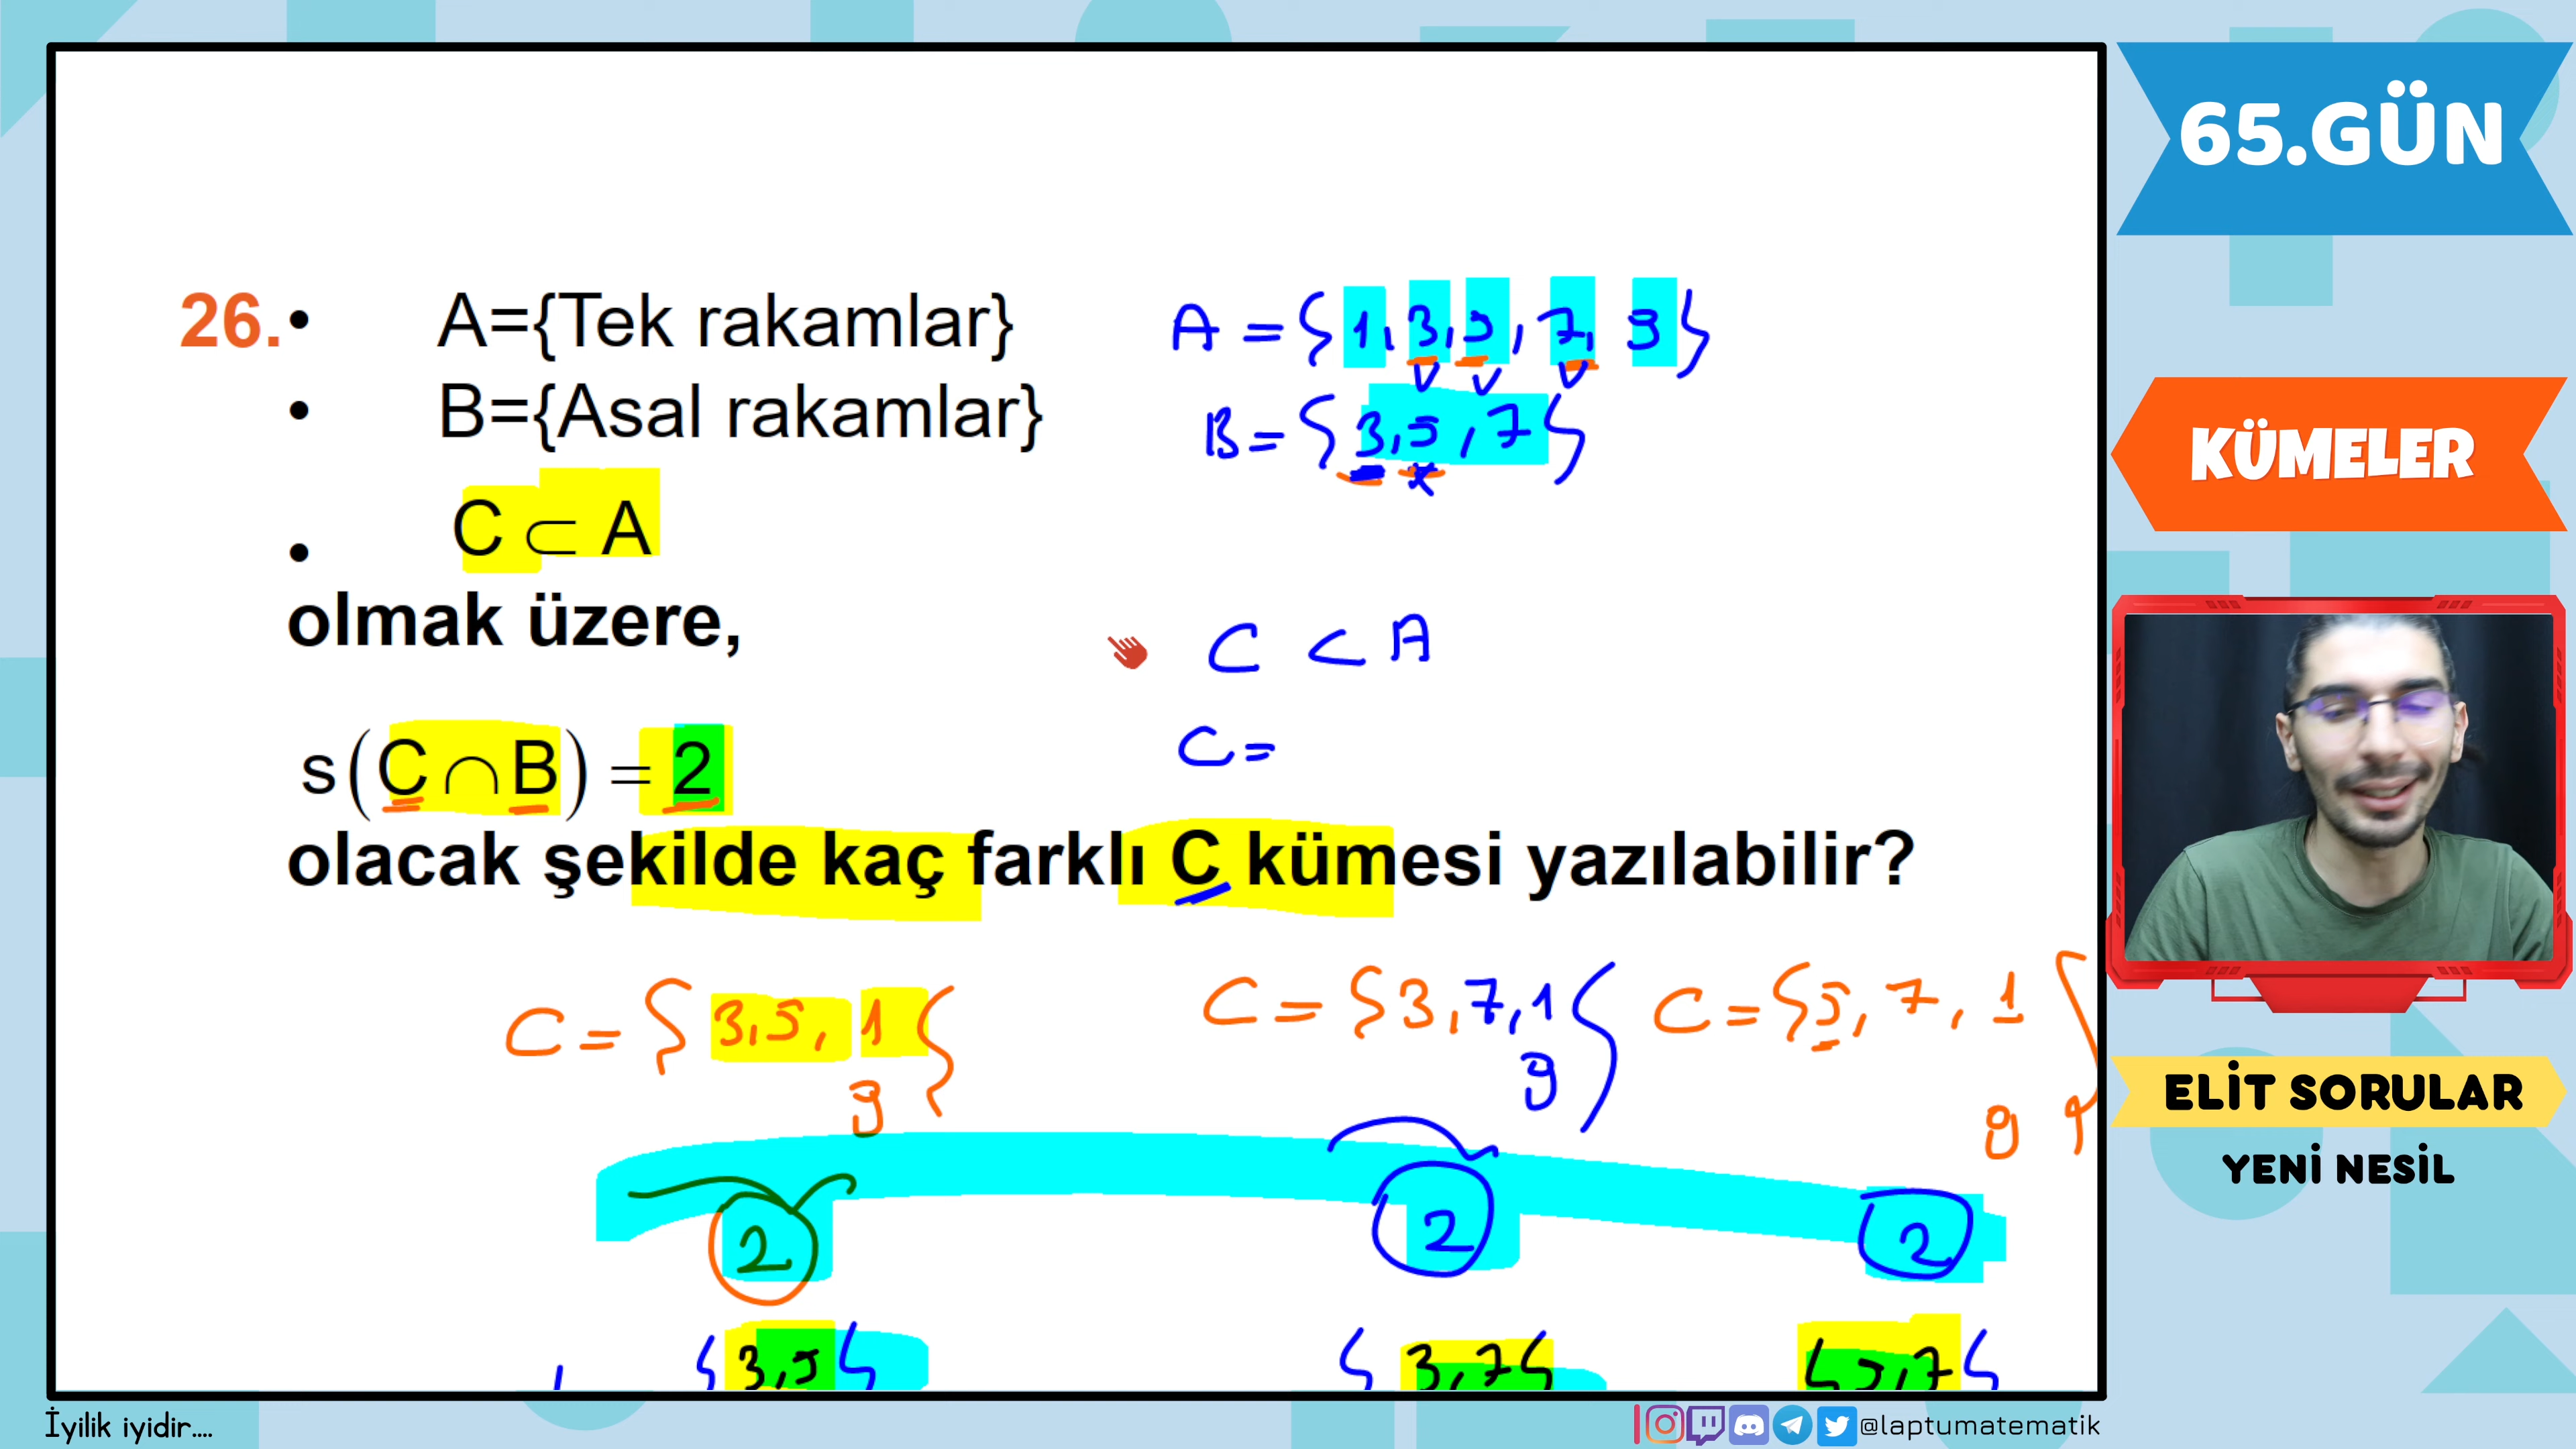 65.GÜN
26.• A={Tek rakamlar} A = {1, 3, 5, 7, 9}
• B={Asal rakamlar} B = {3, 5, 7}
• C ⊂ A
olmak üzere,
C ⊂ A
s(C ∩ B) = 2 C =
olacak şekilde kaç farklı C kümesi yazılabilir?
C = {3, 5, 1 9} C = {3, 7, 1 9} C = {5, 7, 1 9}
2 2 2
{3, 5} {3, 7} {5, 7}
KÜMELER
ELİT SORULAR
YENİ NESİL
İyilik iyidir....
@laptumatematik